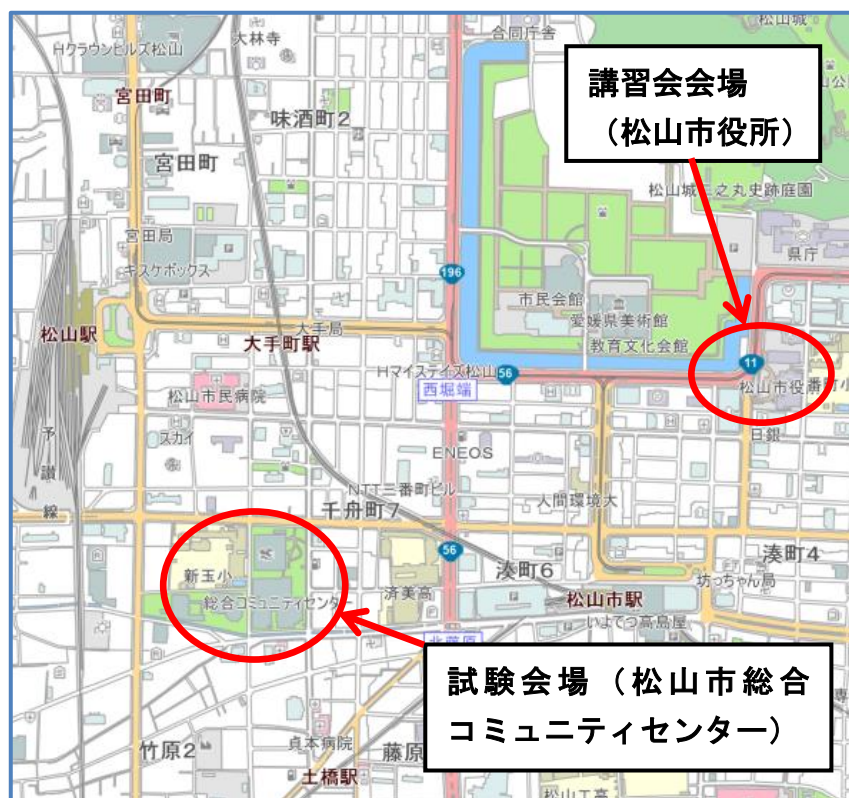 合同庁舎
松山城
Hクラウンヒルズ松山
大林寺
宮田町
味酒町2
宮田町
講習会会場
（松山市役所）
松山城三之丸史跡庭園
県庁
宮田局
キスケボックス
196
市民会館
愛媛県美術館
教育文化会館
松山駅
大手局
大手町駅
Hマイステイズ松山
56
11
西堀端
松山市役所
番町小
松山市民病院
日銀
スカイ
予讃線
ENEOS
NTT三番町ビル
人間環境大
千舟町7
56
湊町6
湊町4
新玉小
総合コミュニティセンター
済美高
坊っちゃん局
松山市駅
いよてつ高島屋
試験会場（松山市総合
コミュニティセンター）
竹原2
貞本病院
藤原
土橋駅
松山工高